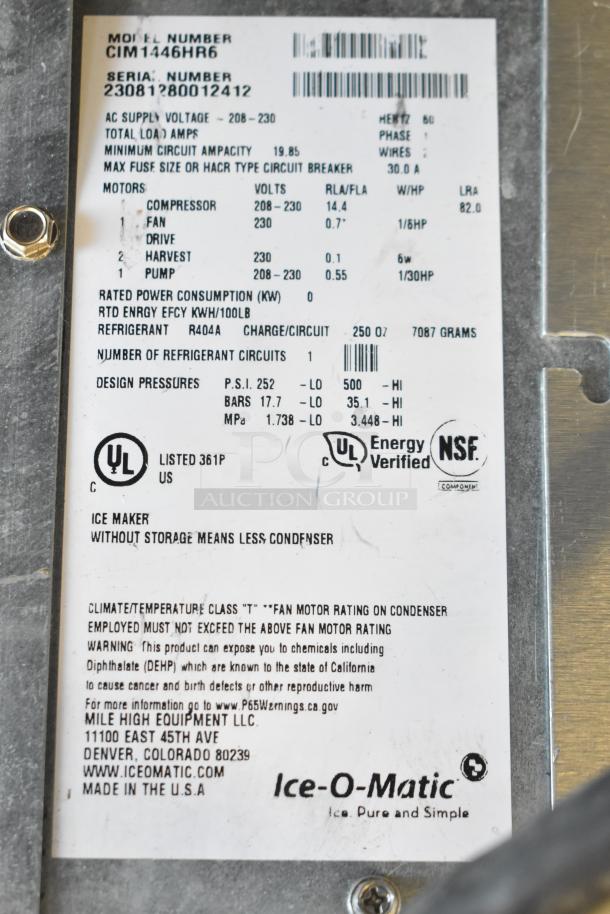 MODEL NUMBER
CIM1446HR6
SERIAL NUMBER
23081280012412
AC SUPPLY VOLTAGE - 208-230 HERTZ 60
TOTAL LOAD AMPS PHASE 1
MINIMUM CIRCUIT AMPACITY 19.85 WIRES
MAX FUSE SIZE OR HACR TYPE CIRCUIT BREAKER 30.0 A
MOTORS VOLTS RLA/FLA W/HP LRA
COMPRESSOR 208-230 14.4 82.0
1 FAN 230 0.7* 1/6HP
DRIVE
2 HARVEST 230 0.1 6w
1 PUMP 208-230 0.55 1/30HP
RATED POWER CONSUMPTION (KW) 0
RTD ENRGY EFCY KWH/100LB
REFRIGERANT R404A CHARGE/CIRCUIT 250 OZ 7087 GRAMS
NUMBER OF REFRIGERANT CIRCUITS 1
DESIGN PRESSURES P.S.I. 252 -LO 500 -HI
BARS 17.7 -LO 35.1 -HI
MPa 1.738 -LO 3.448 -HI
C UL LISTED 361P
US
C UL Energy
Verified
NSF.
COMPONENT
PCI
AUCTION GROUP
ICE MAKER
WITHOUT STORAGE MEANS LESS CONDENSER
CLIMATE/TEMPERATURE CLASS "T" **FAN MOTOR RATING ON CONDENSER
EMPLOYED MUST NOT EXCEED THE ABOVE FAN MOTOR RATING
WARNING This product can expose you to chemicals including
Diphthalate (DEHP) which are known to the state of California
to cause cancer and birth defects or other reproductive harm
For more information go to www.P65Warnings.ca.gov
MILE HIGH EQUIPMENT LLC.
11100 EAST 45TH AVE
DENVER, COLORADO 80239
WWW.ICEOMATIC.COM
MADE IN THE U.S.A
Ice-O-Matic
Ice. Pure and Simple